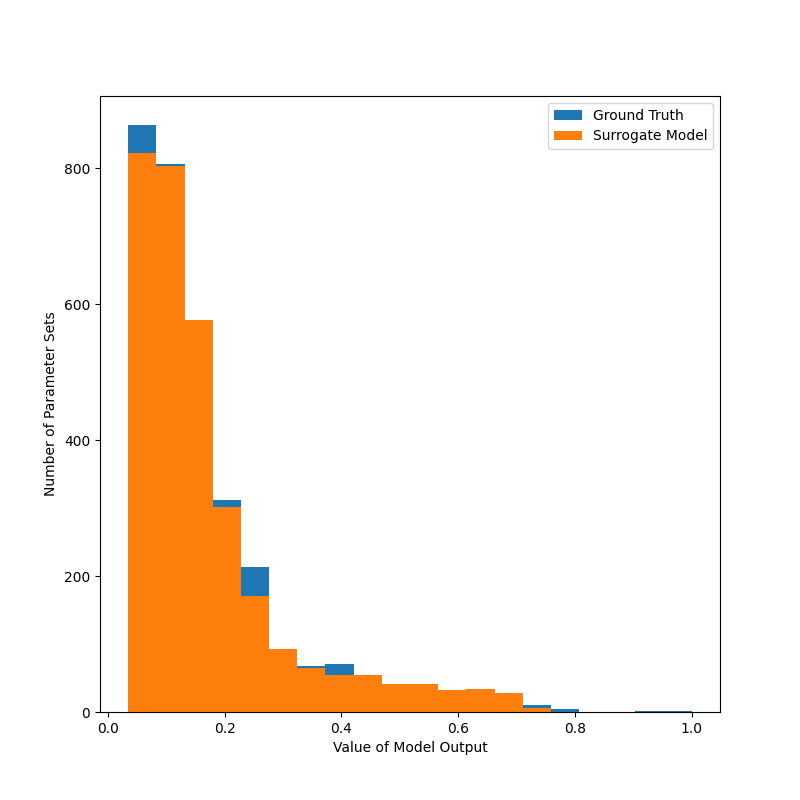 Ground Truth
Surrogate Model
800
600
400
200
0
Number of Parameter Sets
0.0 0.2 0.4 0.6 0.8 1.0
Value of Model Output